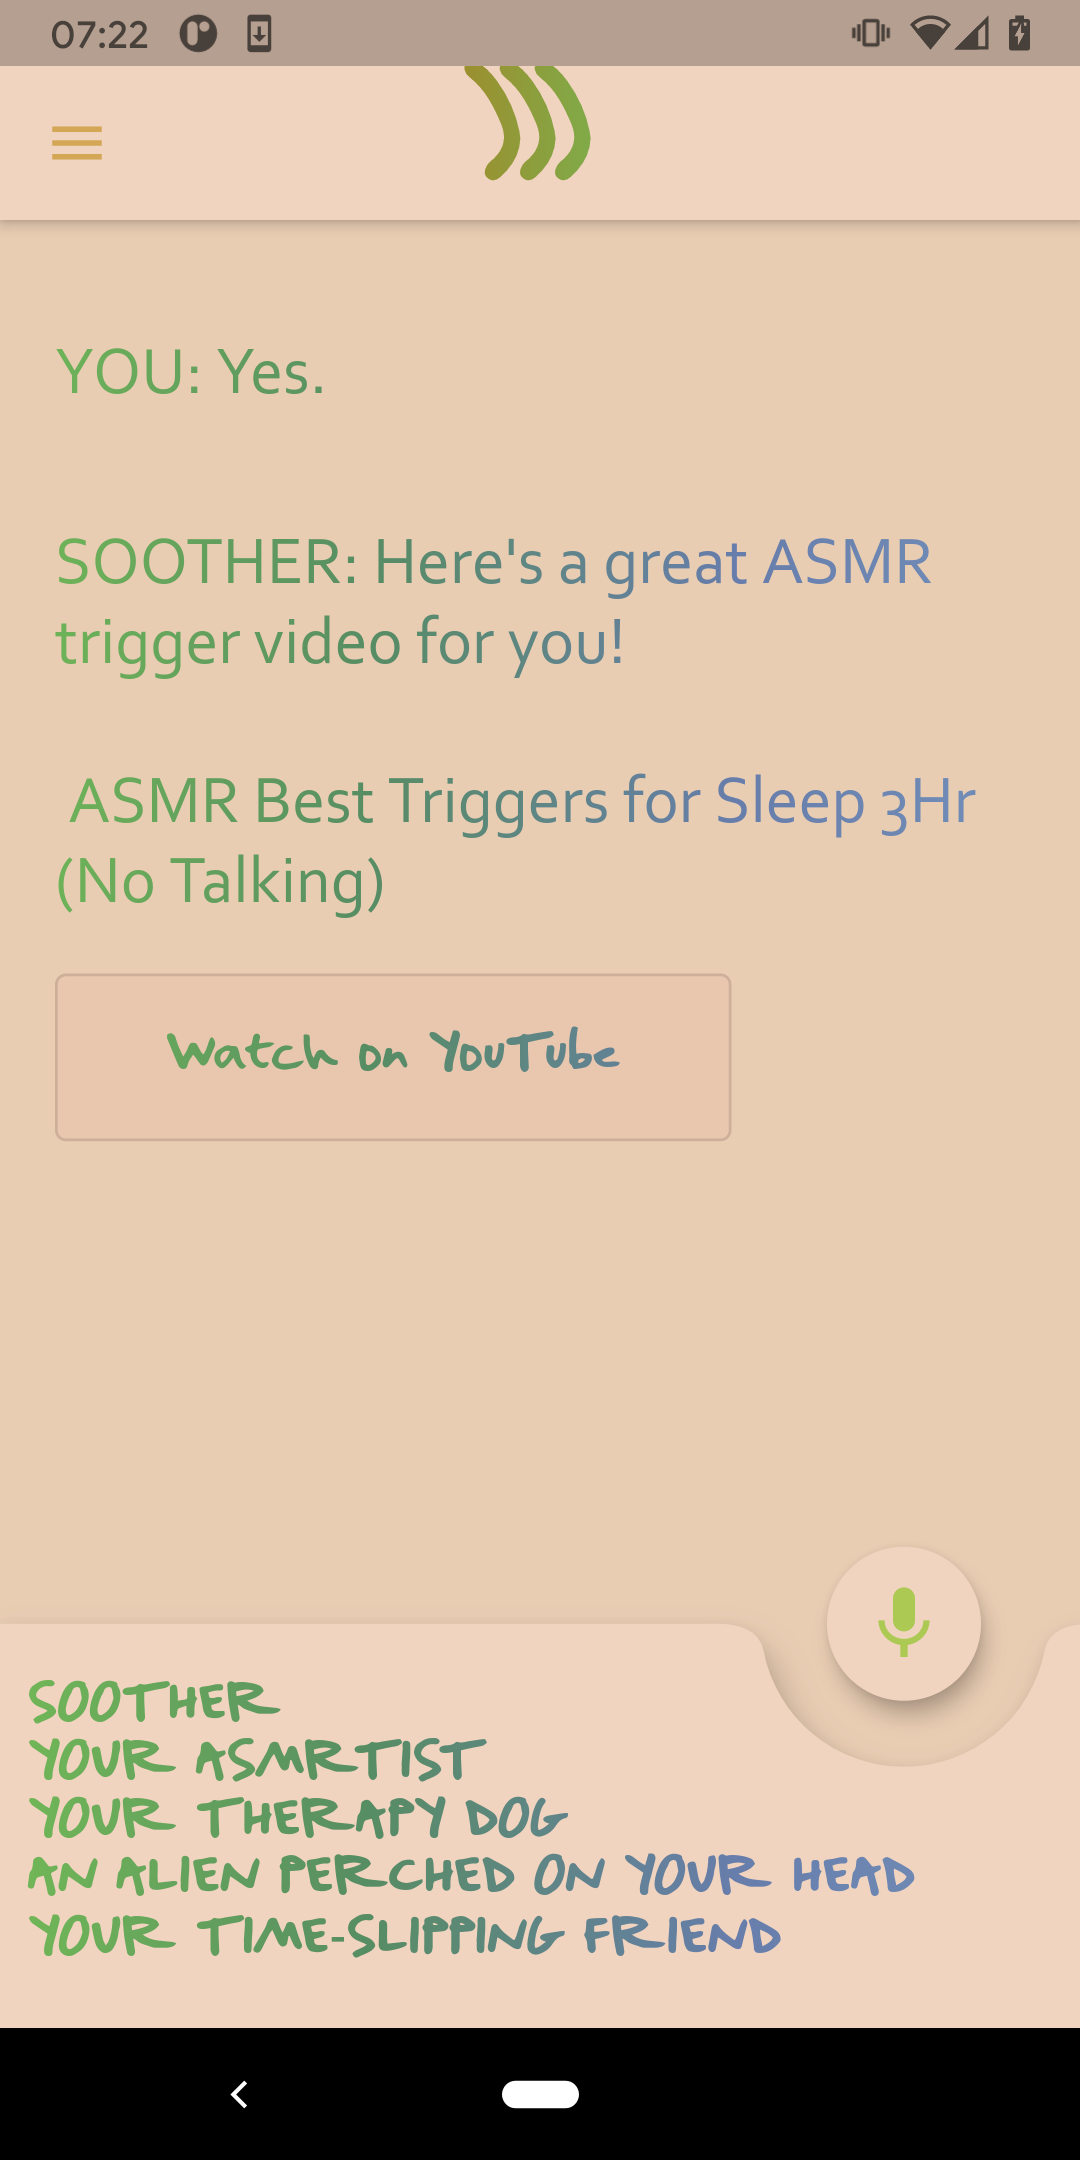 07:22
YOU: Yes.
SOOTHER: Here's a great ASMR
trigger video for you!
ASMR Best Triggers for Sleep 3Hr
(No Talking)
Watch on YouTube
SOOTHER
YOUR ASMRTIST
YOUR THERAPY DOG
AN ALIEN PERCHED ON YOUR HEAD
YOUR TIME-SLIPPING FRIEND